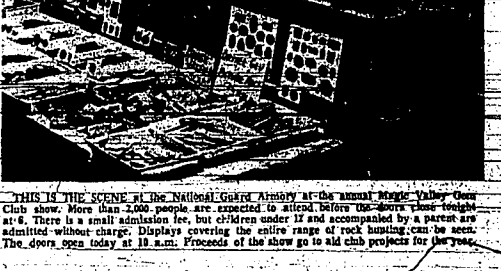 THIS IS THE SCENE at the National Guard Armory at the annual Magic Valley Gem
Club show. More than 2,000 people are expected to attend before the doors close tonight
at 6. There is a small admission fee, but children under 12 and accompanied by a parent are
admitted without charge. Displays covering the entire range of rock hunting can be seen.
The doors open today at 10 a.m. Proceeds of the show go to aid club projects for the year.